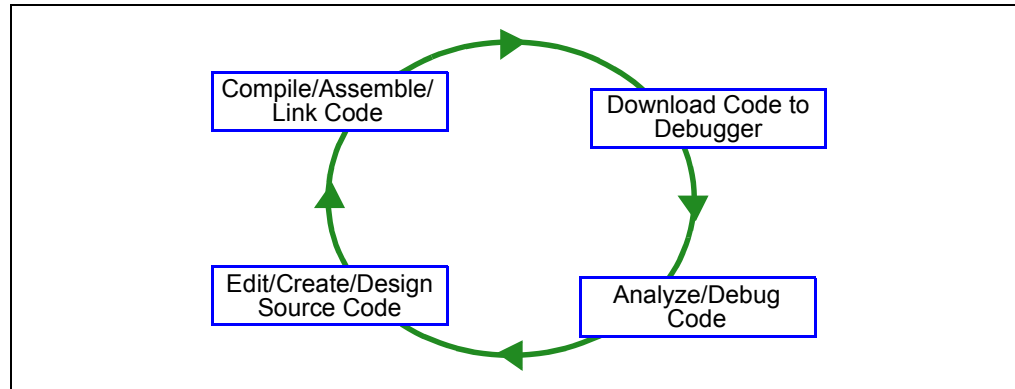 Compile/Assemble/
Link Code
Download Code to
Debugger
Edit/Create/Design
Source Code
Analyze/Debug
Code